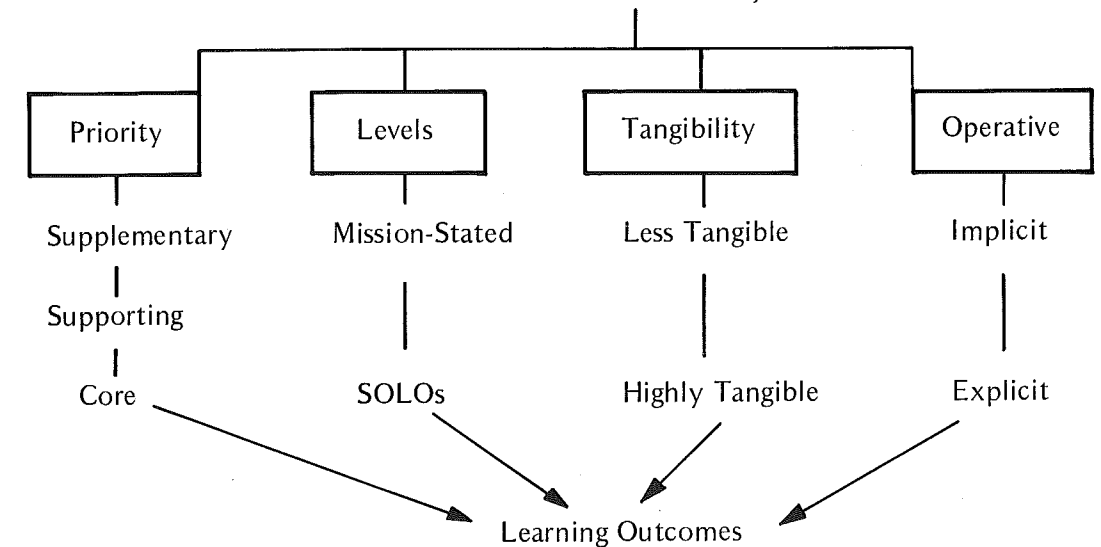 Priority
Levels
Tangibility
Operative
Supplementary
Mission-Stated
Less Tangible
Implicit
Supporting
Core
SOLOs
Highly Tangible
Explicit
Learning Outcomes